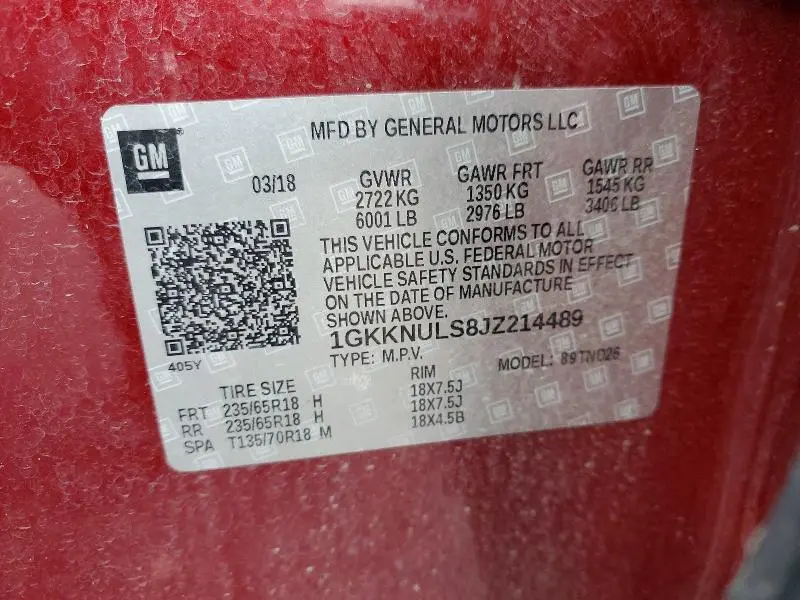 GM
MFD BY GENERAL MOTORS LLC
03/18 GVWR GAWR FRT GAWR RR
2722 KG 1350 KG 1545 KG
6001 LB 2976 LB 3406 LB
THIS VEHICLE CONFORMS TO ALL
APPLICABLE U.S. FEDERAL MOTOR
VEHICLE SAFETY STANDARDS IN EFFECT
ON THE DATE OF MANUFACTURE
SHOWN ABOVE.
1GKKNULS8JZ214489
405Y
TYPE: M.P.V. MODEL: 89TNO26
TIRE SIZE RIM
FRT 235/65R18 H 18X7.5J
RR 235/65R18 H 18X7.5J
SPA T135/70R18 M 18X4.5B